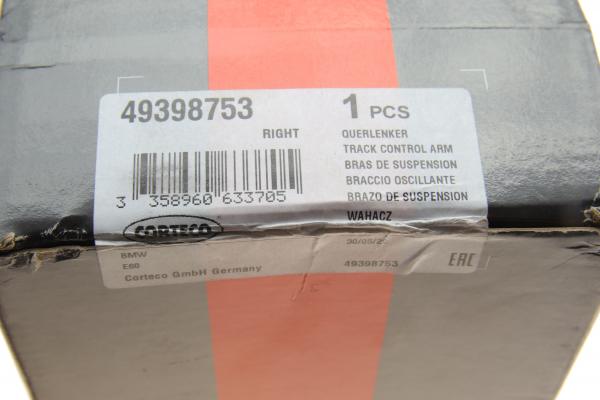 49398753
RIGHT
3 358960 633705
CORTECO
BMW
E60
Corteco GmbH Germany
1 PCS
QUERLENKER
TRACK CONTROL ARM
BRAS DE SUSPENSION
BRACCIO OSCILLANTE
BRAZO DE SUSPENSION
WAHACZ
49398753
EAC